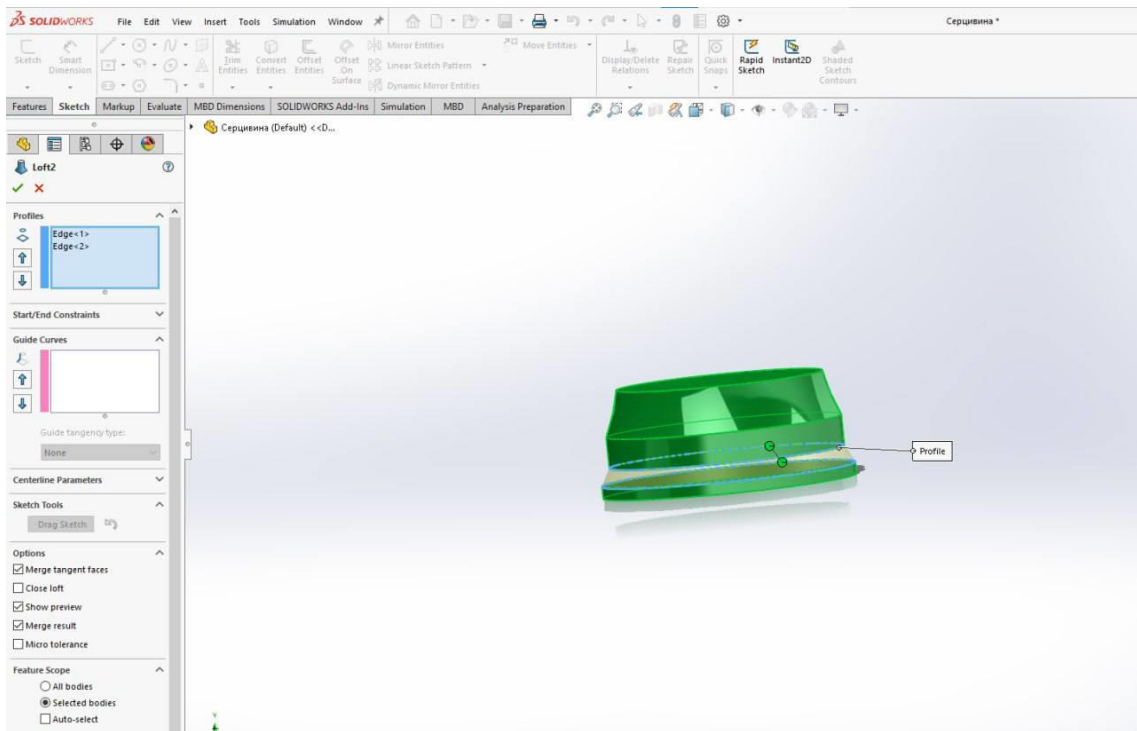 SOLIDWORKS File Edit View Insert Tools Simulation Window Серцивина *
Sketch Smart Dimension Trim Entities Convert Entities Offset Entities Offset On Surface Mirror Entities Linear Sketch Pattern Dynamic Mirror Entities Move Entities Display/Delete Relations Repair Sketch Quick Snaps Rapid Sketch Instant2D Shaded Sketch Contours
Features Sketch Markup Evaluate MBD Dimensions SOLIDWORKS Add-Ins Simulation MBD Analysis Preparation
Серцивина (Default) <<D...
Loft2
Profiles
Edge<1>
Edge<2>
Start/End Constraints
Guide Curves
Guide tangency type:
None
Profile
Centerline Parameters
Sketch Tools
Drag Sketch
Options
Merge tangent faces
Close loft
Show preview
Merge result
Micro tolerance
Feature Scope
All bodies
Selected bodies
Auto-select
Y